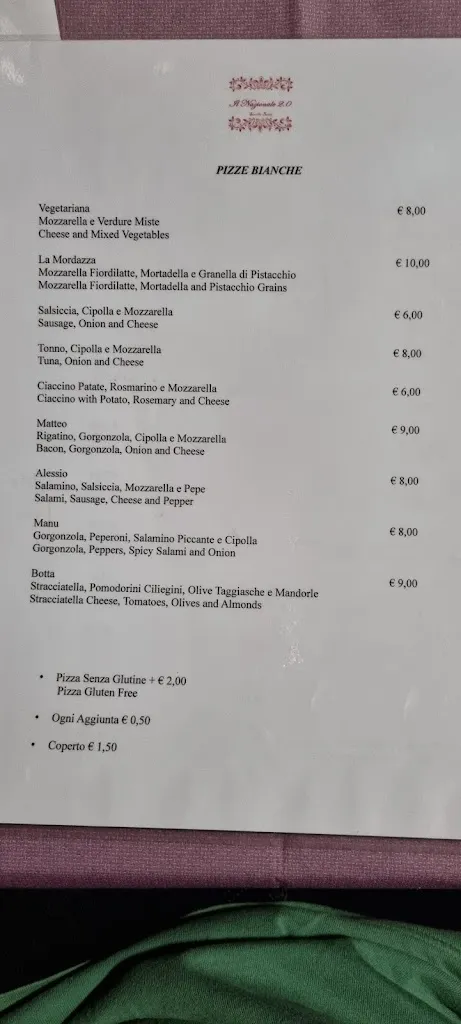 Il Nazionale 2.0
PIZZE BIANCHE
Vegetariana € 8,00
Mozzarella e Verdure Miste
Cheese and Mixed Vegetables
La Mordazza € 10,00
Mozzarella Fiordilatte, Mortadella e Granella di Pistacchio
Mozzarella Fiordilatte, Mortadella and Pistacchio Grains
Salsiccia, Cipolla e Mozzarella € 6,00
Sausage, Onion and Cheese
Tonno, Cipolla e Mozzarella € 8,00
Tuna, Onion and Cheese
Ciaccino Patate, Rosmarino e Mozzarella € 6,00
Ciaccino with Potato, Rosemary and Cheese
Matteo € 9,00
Rigatino, Gorgonzola, Cipolla e Mozzarella
Bacon, Gorgonzola, Onion and Cheese
Alessio € 8,00
Salamino, Salsiccia, Mozzarella e Pepe
Salami, Sausage, Cheese and Pepper
Manu € 8,00
Gorgonzola, Peperoni, Salamino Piccante e Cipolla
Gorgonzola, Peppers, Spicy Salami and Onion
Botta € 9,00
Stracciatella, Pomodorini Ciliegini, Olive Taggiasche e Mandorle
Stracciatella Cheese, Tomatoes, Olives and Almonds
• Pizza Senza Glutine + € 2,00
Pizza Gluten Free
• Ogni Aggiunta € 0,50
• Coperto € 1,50